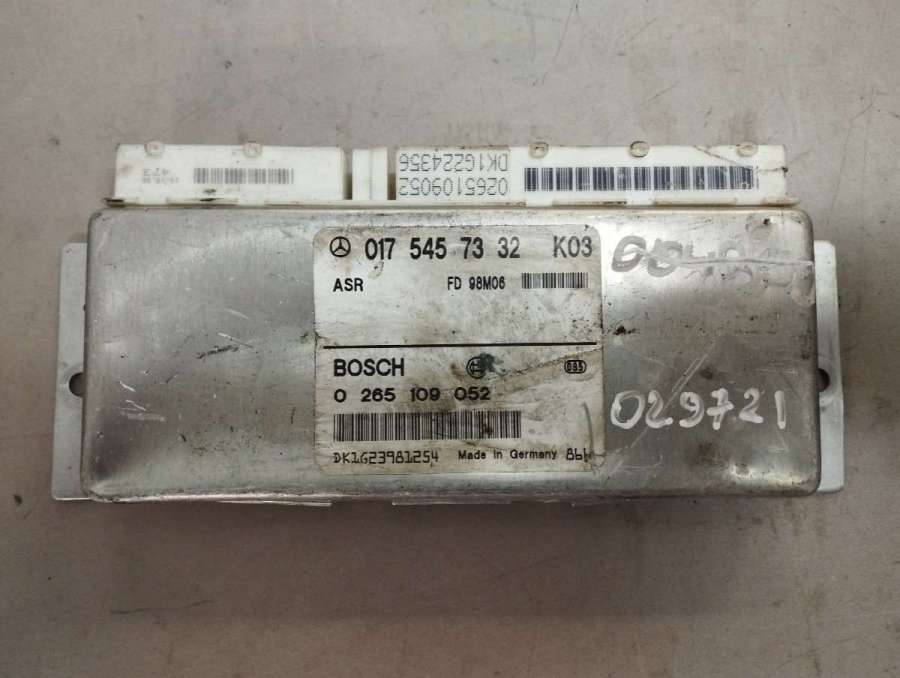 0265109052
DK1G224356
017 545 73 32 K03
ASR FD 98M06
BOSCH
085
0 265 109 052
DK1G23981254 Made in Germany
029721